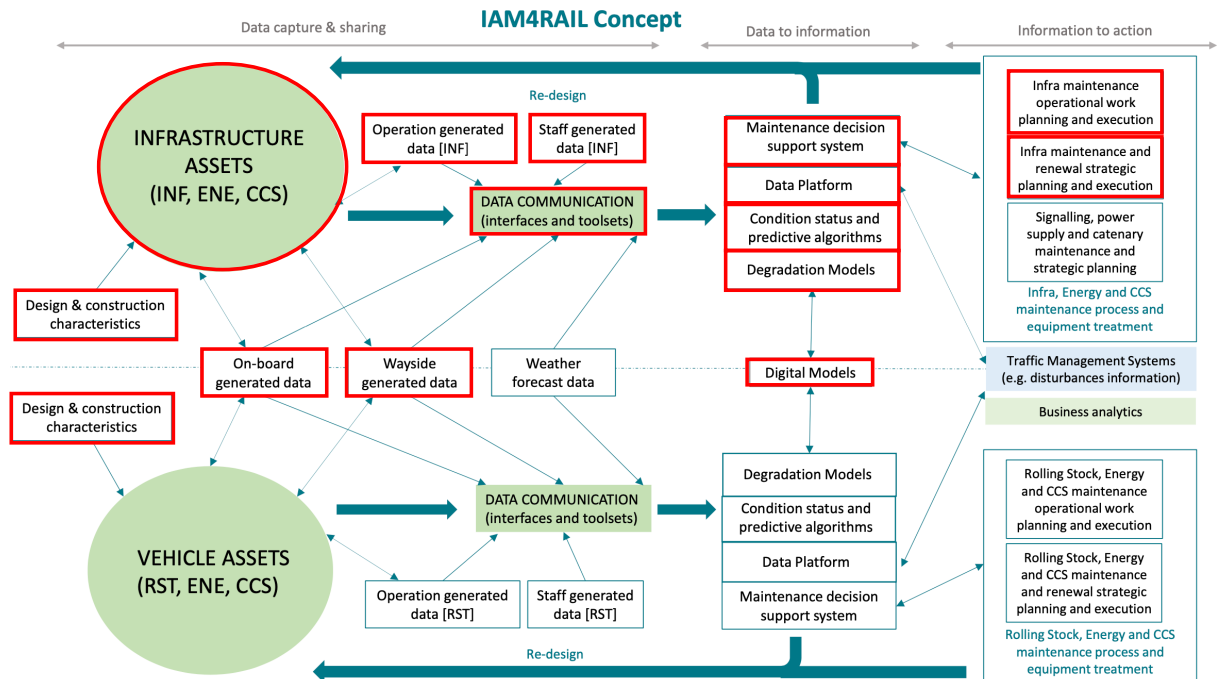 IAM4RAIL Concept
Data capture & sharing
Data to information
Information to action
Re-design
INFRASTRUCTURE
ASSETS
(INF, ENE, CCS)
Operation generated
data [INF]
Staff generated
data [INF]
DATA COMMUNICATION
(interfaces and toolsets)
Maintenance decision
support system
Data Platform
Condition status and
predictive algorithms
Degradation Models
Infra maintenance
operational work
planning and execution
Infra maintenance and
renewal strategic
planning and execution
Signalling, power
supply and catenary
maintenance and
strategic planning
Infra, Energy and CCS
maintenance process and
equipment treatment
Design & construction
characteristics
On-board
generated data
Wayside
generated data
Weather
forecast data
Digital Models
Traffic Management Systems
(e.g. disturbances information)
Business analytics
Design & construction
characteristics
VEHICLE ASSETS
(RST, ENE, CCS)
DATA COMMUNICATION
(interfaces and toolsets)
Operation generated
data [RST]
Staff generated
data [RST]
Degradation Models
Condition status and
predictive algorithms
Data Platform
Maintenance decision
support system
Rolling Stock, Energy
and CCS maintenance
operational work
planning and execution
Rolling Stock, Energy
and CCS maintenance
and renewal strategic
planning and execution
Rolling Stock, Energy and CCS
maintenance process and
equipment treatment
Re-design